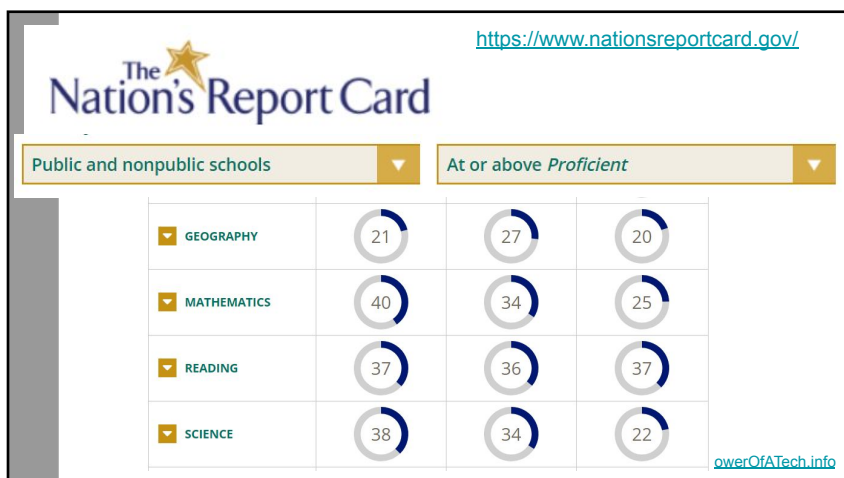 https://www.nationsreportcard.gov/
The
Nation's Report Card
Public and nonpublic schools
At or above Proficient
GEOGRAPHY 21 27 20
MATHEMATICS 40 34 25
READING 37 36 37
SCIENCE 38 34 22
owerOfATech.info